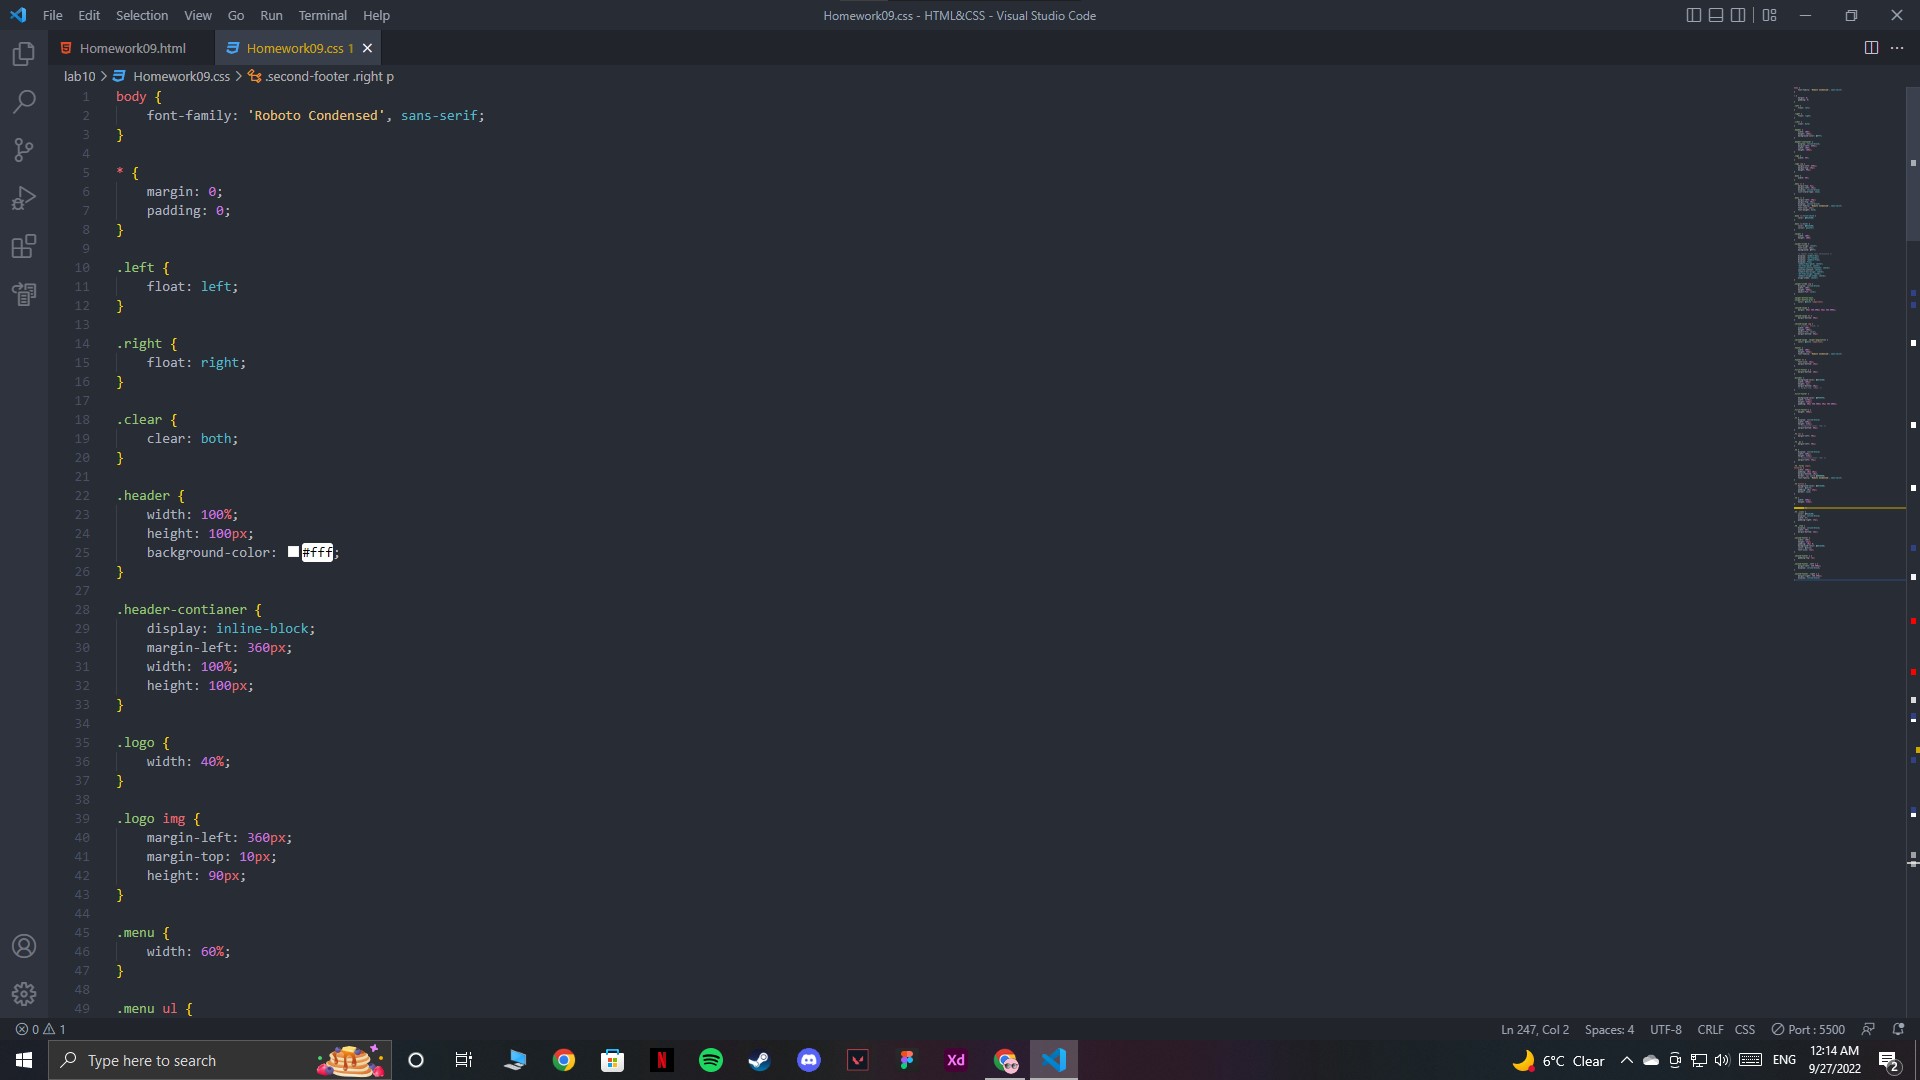 File Edit Selection View Go Run Terminal Help
Homework09.css - HTML&CSS - Visual Studio Code
Homework09.html
Homework09.css 1
lab10 > Homework09.css > .second-footer .right p
1 body {
2 font-family: 'Roboto Condensed', sans-serif;
3 }
4
5 * {
6 margin: 0;
7 padding: 0;
8 }
9
10 .left {
11 float: left;
12 }
13
14 .right {
15 float: right;
16 }
17
18 .clear {
19 clear: both;
20 }
21
22 .header {
23 width: 100%;
24 height: 100px;
25 background-color: #fff;
26 }
27
28 .header-contianer {
29 display: inline-block;
30 margin-left: 360px;
31 width: 100%;
32 height: 100px;
33 }
34
35 .logo {
36 width: 40%;
37 }
38
39 .logo img {
40 margin-left: 360px;
41 margin-top: 10px;
42 height: 90px;
43 }
44
45 .menu {
46 width: 60%;
47 }
48
49 .menu ul {
0 1
Ln 247, Col 2 Spaces: 4 UTF-8 CRLF CSS Port : 5500
Type here to search
N
Xd
6°C Clear
ENG
12:14 AM
9/27/2022
2